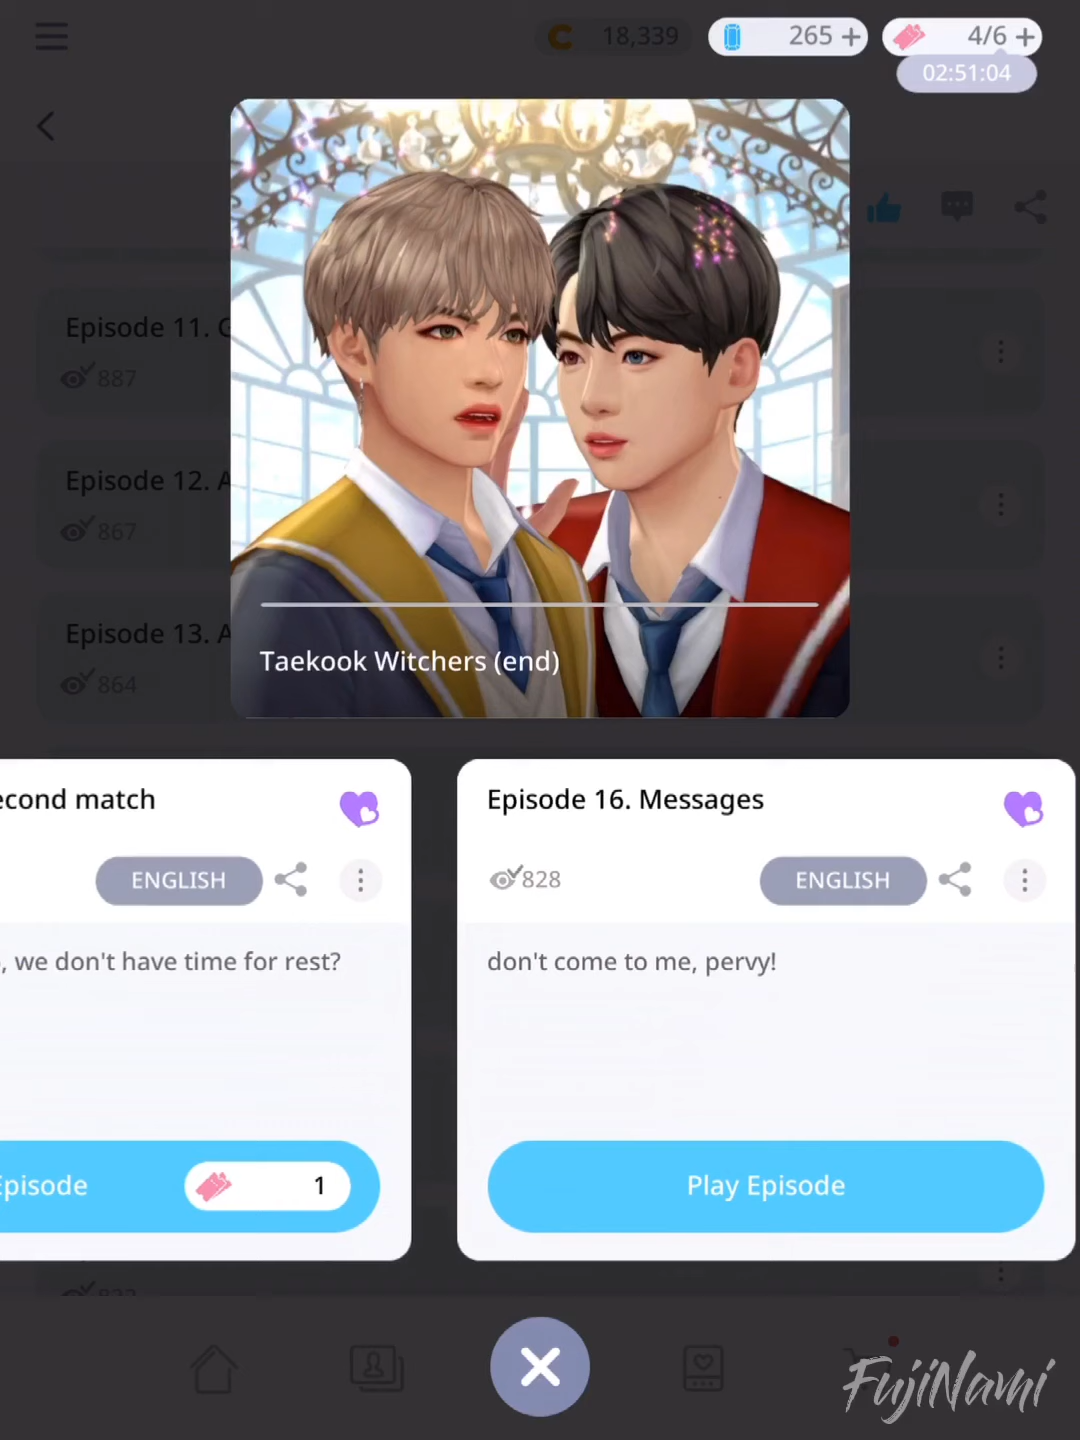 18,339
265 +
4/6 +
02:51:04
Episode 11.
887
Episode 12. A
867
Episode 13. A
864
Taekook Witchers (end)
econd match
ENGLISH
, we don't have time for rest?
Episode
1
Episode 16. Messages
828
ENGLISH
don't come to me, pervy!
Play Episode
FujiNami